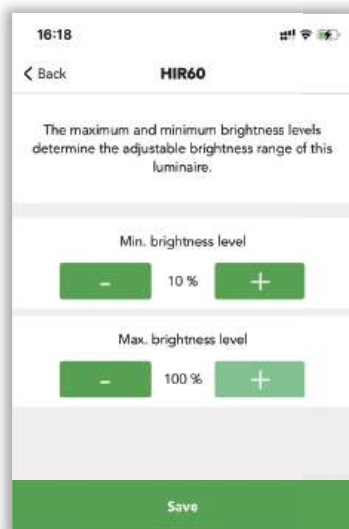 16:18
< Back
HIR60
The maximum and minimum brightness levels
determine the adjustable brightness range of this
luminaire.
Min. brightness level
- 10 % +
Max. brightness level
- 100 % +
Save